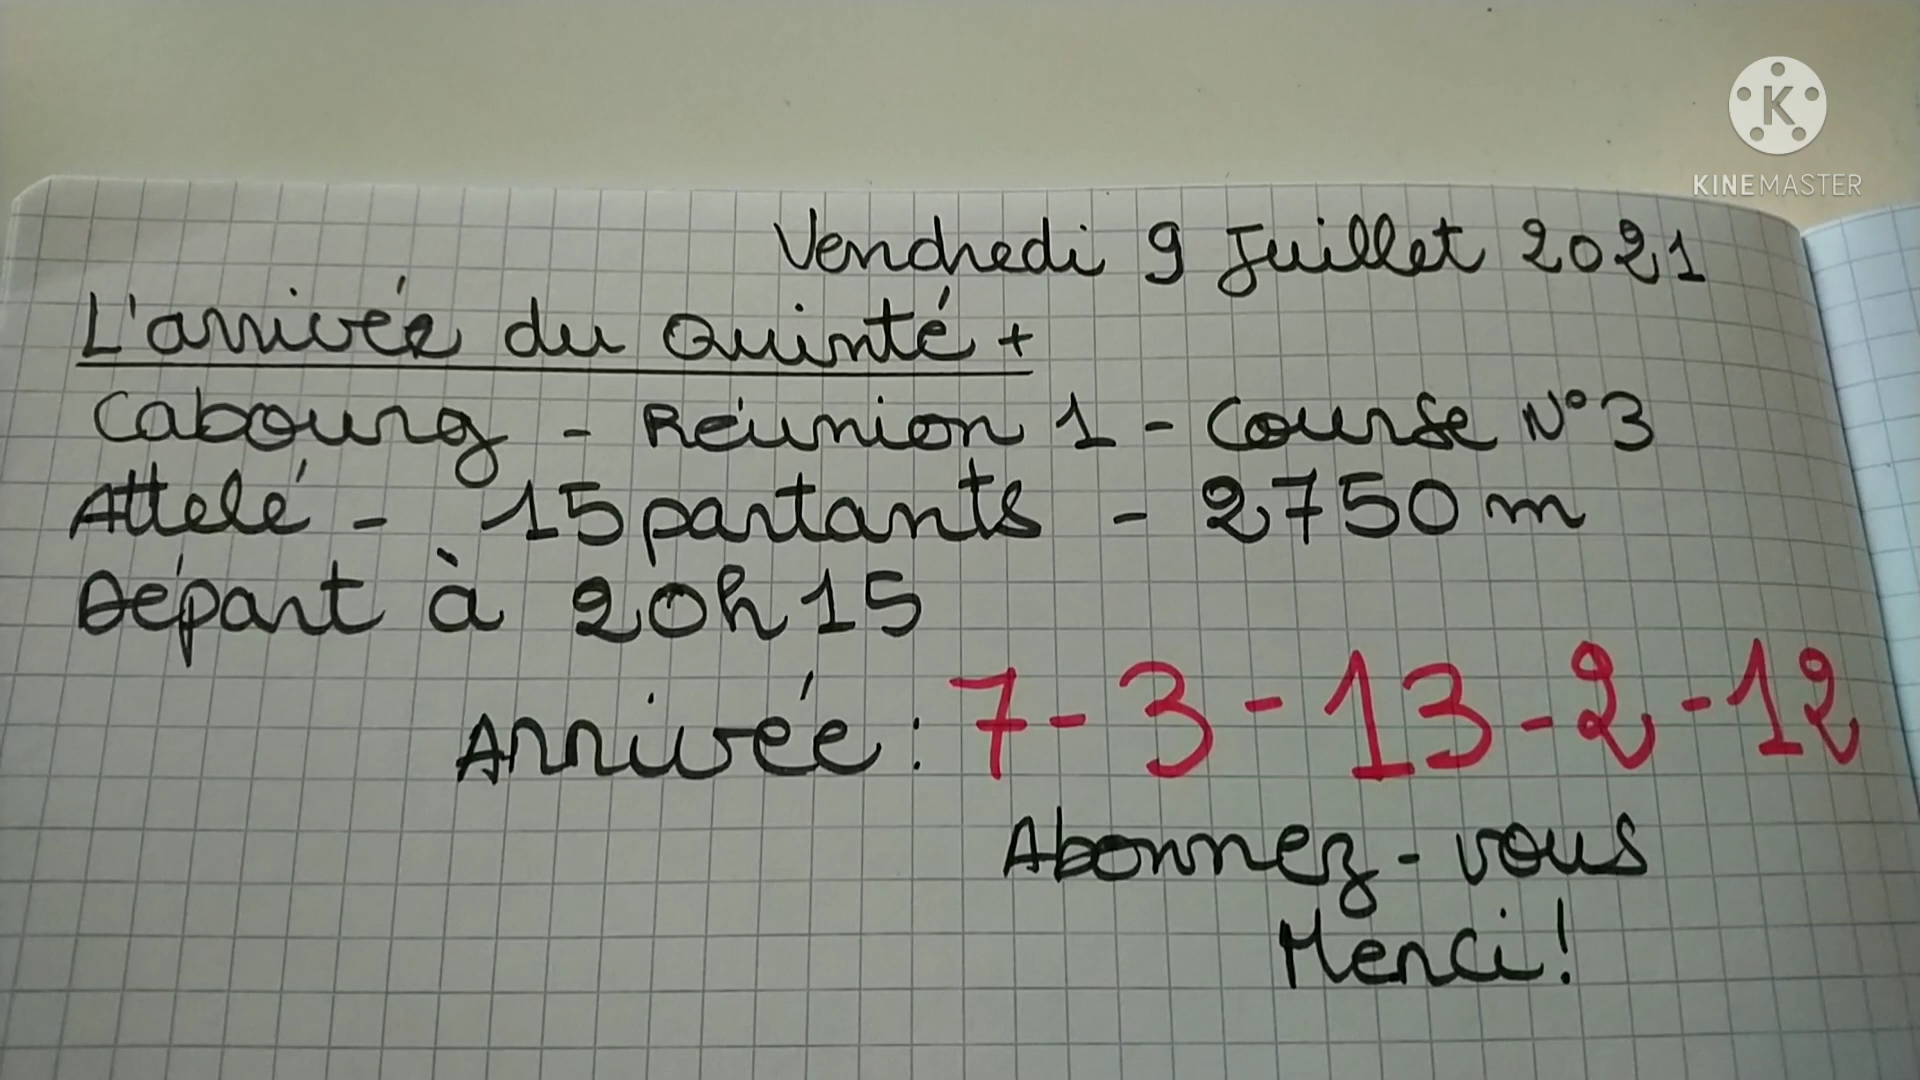 K
KINEMASTER
Vendredi 9 Juillet 2021
L'arrivée du Quinté +
Cabourg - Réunion 1 - Course N°3
Attelé - 15 partants - 2750 m
Départ à 20h15
Arrivée : 7 - 3 - 13 - 2 - 12
Abonnez-vous
Merci !